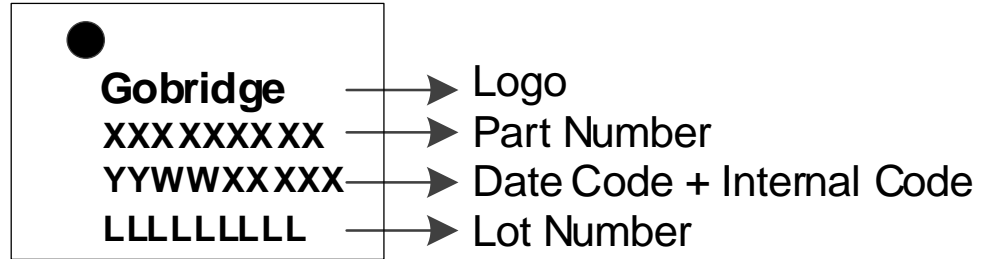 Gobridge
Logo
XXXXXXXXX
Part Number
YYWWXXXXX
Date Code + Internal Code
LLLLLLLLL
Lot Number